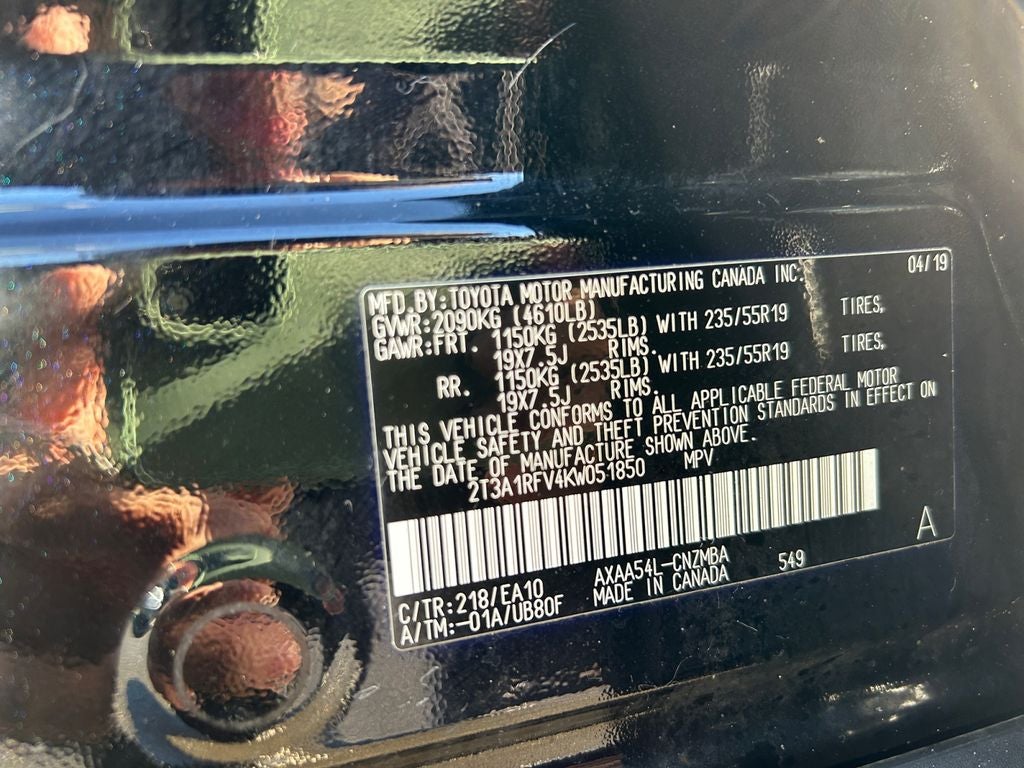 MFD. BY: TOYOTA MOTOR MANUFACTURING CANADA INC. 04/19
GVWR: 2090KG (4610LB)
GAWR: FRT. 1150KG (2535LB) WITH 235/55R19 TIRES,
19X7.5J RIMS.
RR. 1150KG (2535LB) WITH 235/55R19 TIRES,
19X7.5J RIMS.
THIS VEHICLE CONFORMS TO ALL APPLICABLE FEDERAL MOTOR
VEHICLE SAFETY AND THEFT PREVENTION STANDARDS IN EFFECT ON
THE DATE OF MANUFACTURE SHOWN ABOVE.
2T3A1RFV4KW051850 MPV
A
C/TR: 218/EA10 AXAA54L-CNZMBA 549
A/TM: -01A/UB80F MADE IN CANADA